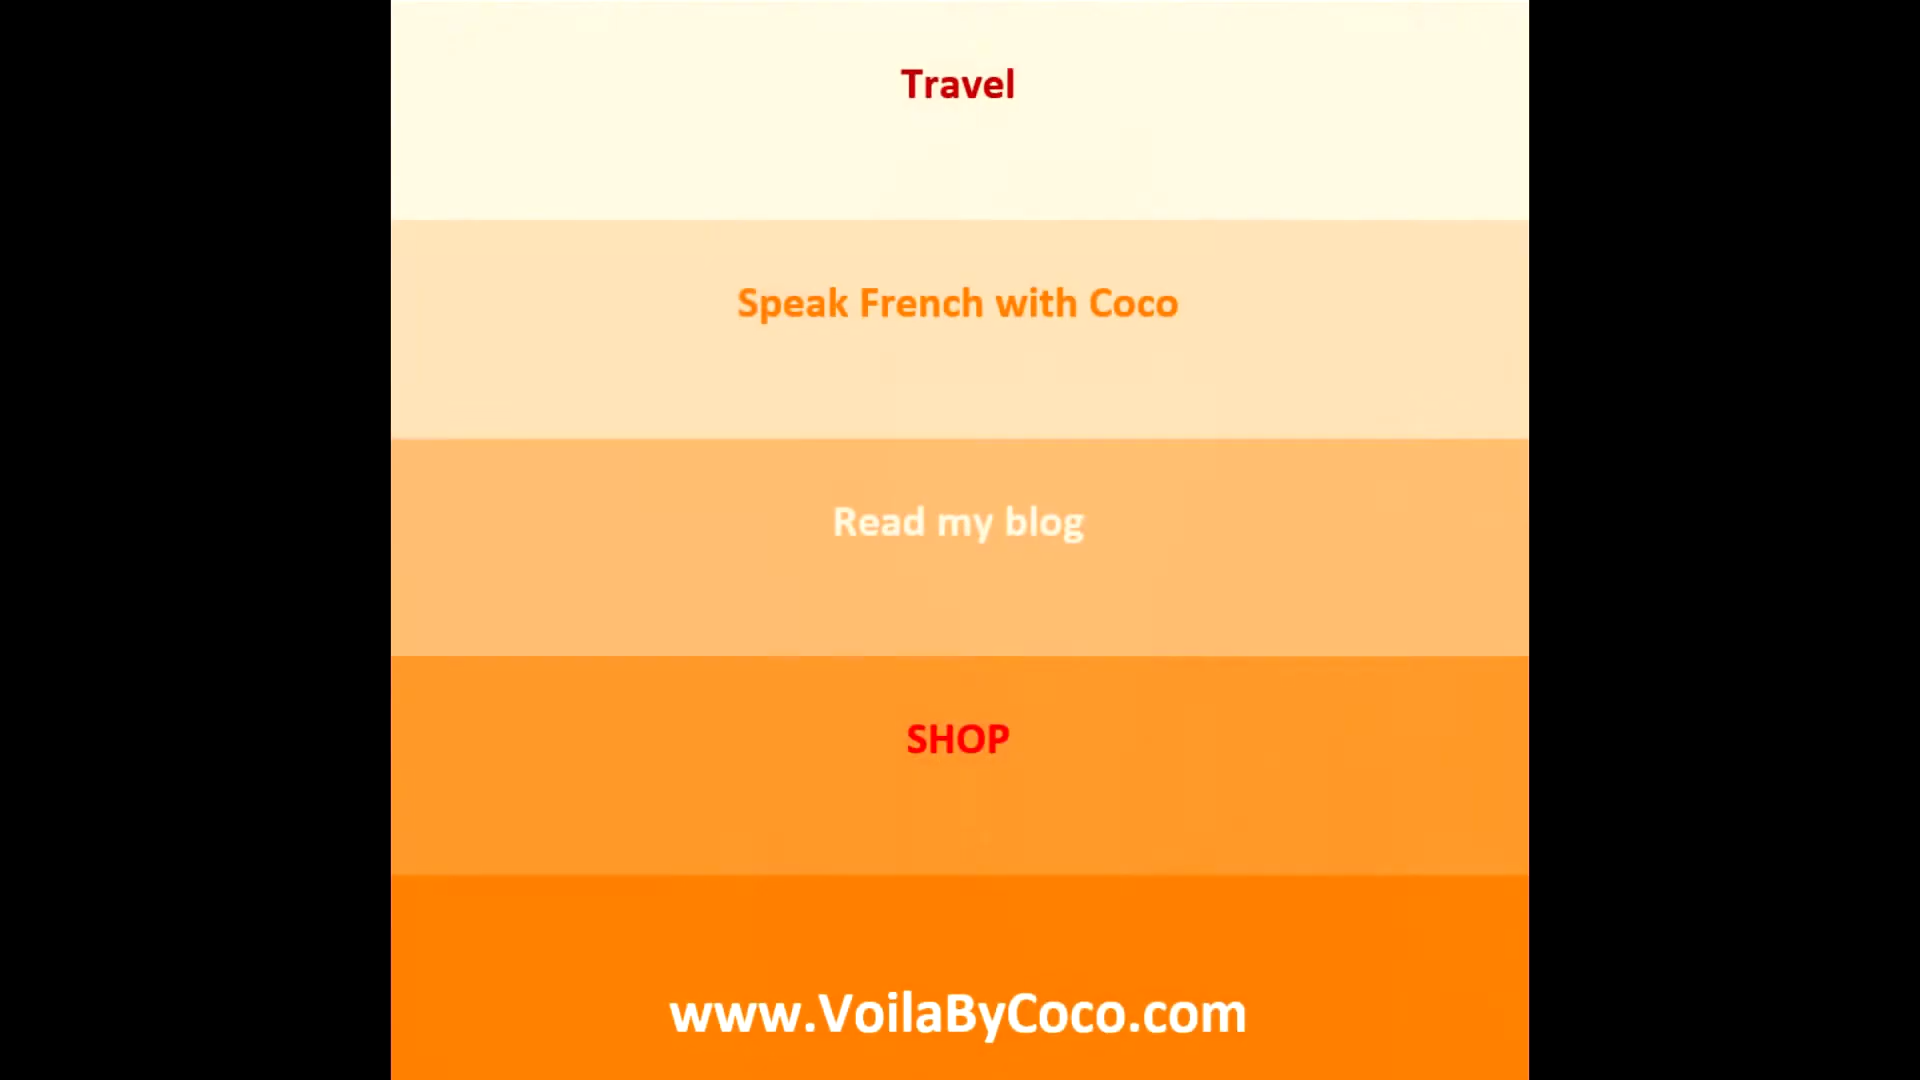 Travel
Speak French with Coco
Read my blog
SHOP
www.VoilaByCoco.com